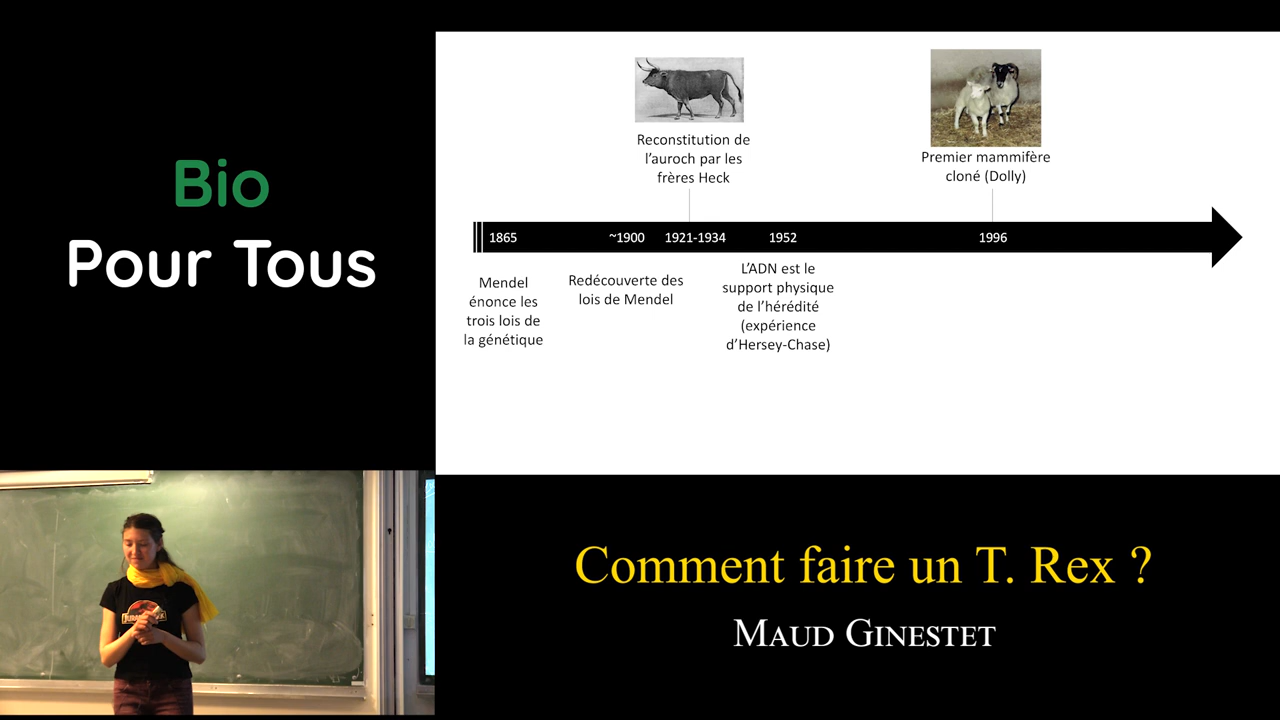 Bio
Pour Tous
Reconstitution de
l'auroch par les
frères Heck
Premier mammifère
cloné (Dolly)
1865
~1900
1921-1934
1952
1996
Mendel
énonce les
trois lois de
la génétique
Redécouverte des
lois de Mendel
L'ADN est le
support physique
de l'hérédité
(expérience
d'Hersey-Chase)
Comment faire un T. Rex ?
Maud Ginestet